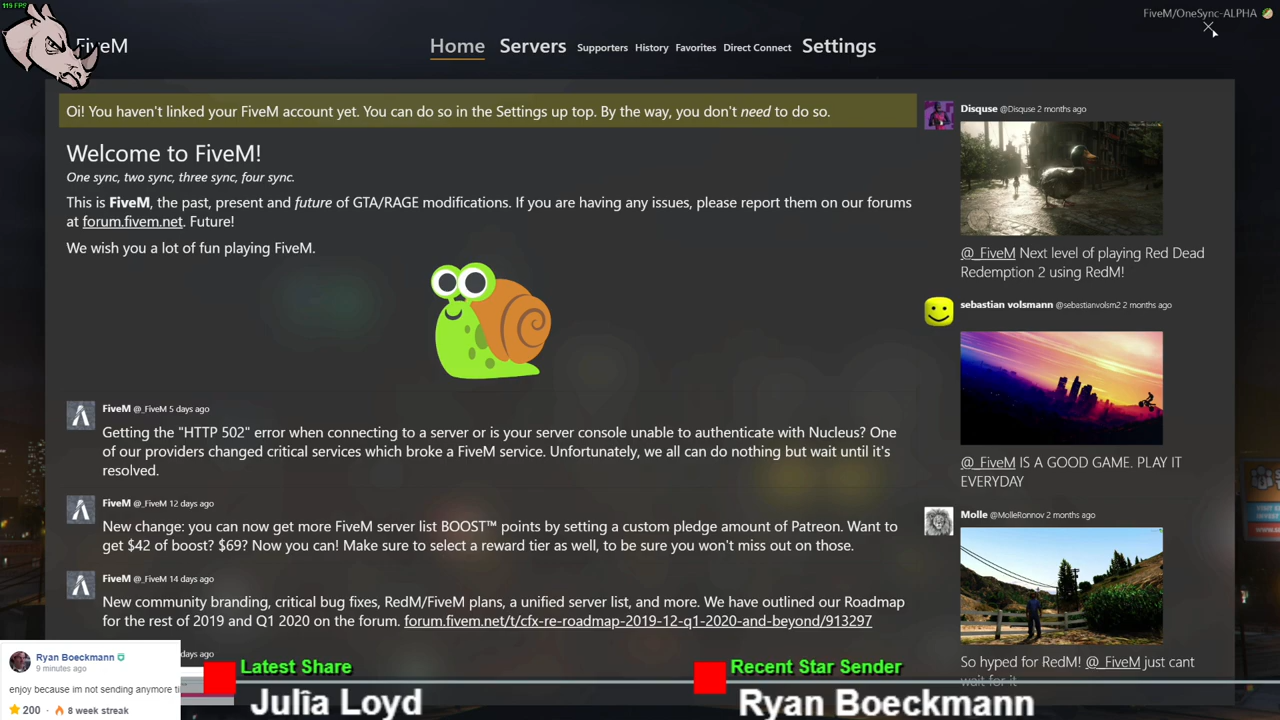 119 FPS
FiveM/OneSync-ALPHA
FiveM
Home Servers Supporters History Favorites Direct Connect Settings
Oi! You haven't linked your FiveM account yet. You can do so in the Settings up top. By the way, you don't need to do so.
Welcome to FiveM!
One sync, two sync, three sync, four sync.
This is FiveM, the past, present and future of GTA/RAGE modifications. If you are having any issues, please report them on our forums
at forum.fivem.net. Future!
We wish you a lot of fun playing FiveM.
FiveM @_FiveM 5 days ago
Getting the "HTTP 502" error when connecting to a server or is your server console unable to authenticate with Nucleus? One
of our providers changed critical services which broke a FiveM service. Unfortunately, we all can do nothing but wait until it's
resolved.
FiveM @_FiveM 12 days ago
New change: you can now get more FiveM server list BOOST™ points by setting a custom pledge amount of Patreon. Want to
get $42 of boost? $69? Now you can! Make sure to select a reward tier as well, to be sure you won't miss out on those.
FiveM @_FiveM 14 days ago
New community branding, critical bug fixes, RedM/FiveM plans, a unified server list, and more. We have outlined our Roadmap
for the rest of 2019 and Q1 2020 on the forum. forum.fivem.net/t/cfx-re-roadmap-2019-12-q1-2020-and-beyond/913297
days ago
Disquse @Disquse 2 months ago
@_FiveM Next level of playing Red Dead
Redemption 2 using RedM!
sebastian volsmann @sebastianvolsm2 2 months ago
@_FiveM IS A GOOD GAME. PLAY IT
EVERYDAY
Molle @MolleRonnov 2 months ago
So hyped for RedM! @_FiveM just cant
wait for it
Ryan Boeckmann
9 minutes ago
enjoy because im not sending anymore ti
200 · 8 week streak
Latest Share
Julia Loyd
Recent Star Sender
Ryan Boeckmann